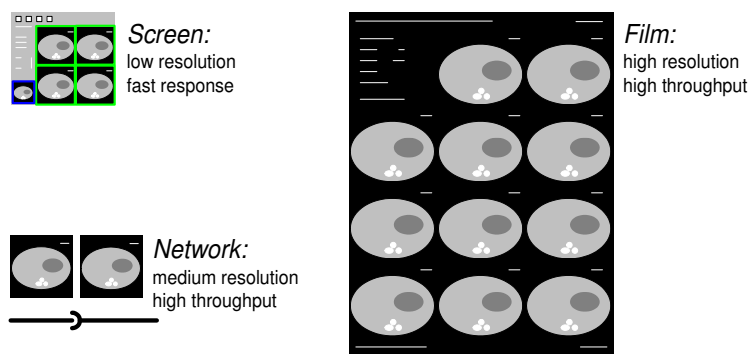 Screen:
low resolution
fast response
Film:
high resolution
high throughput
Network:
medium resolution
high throughput